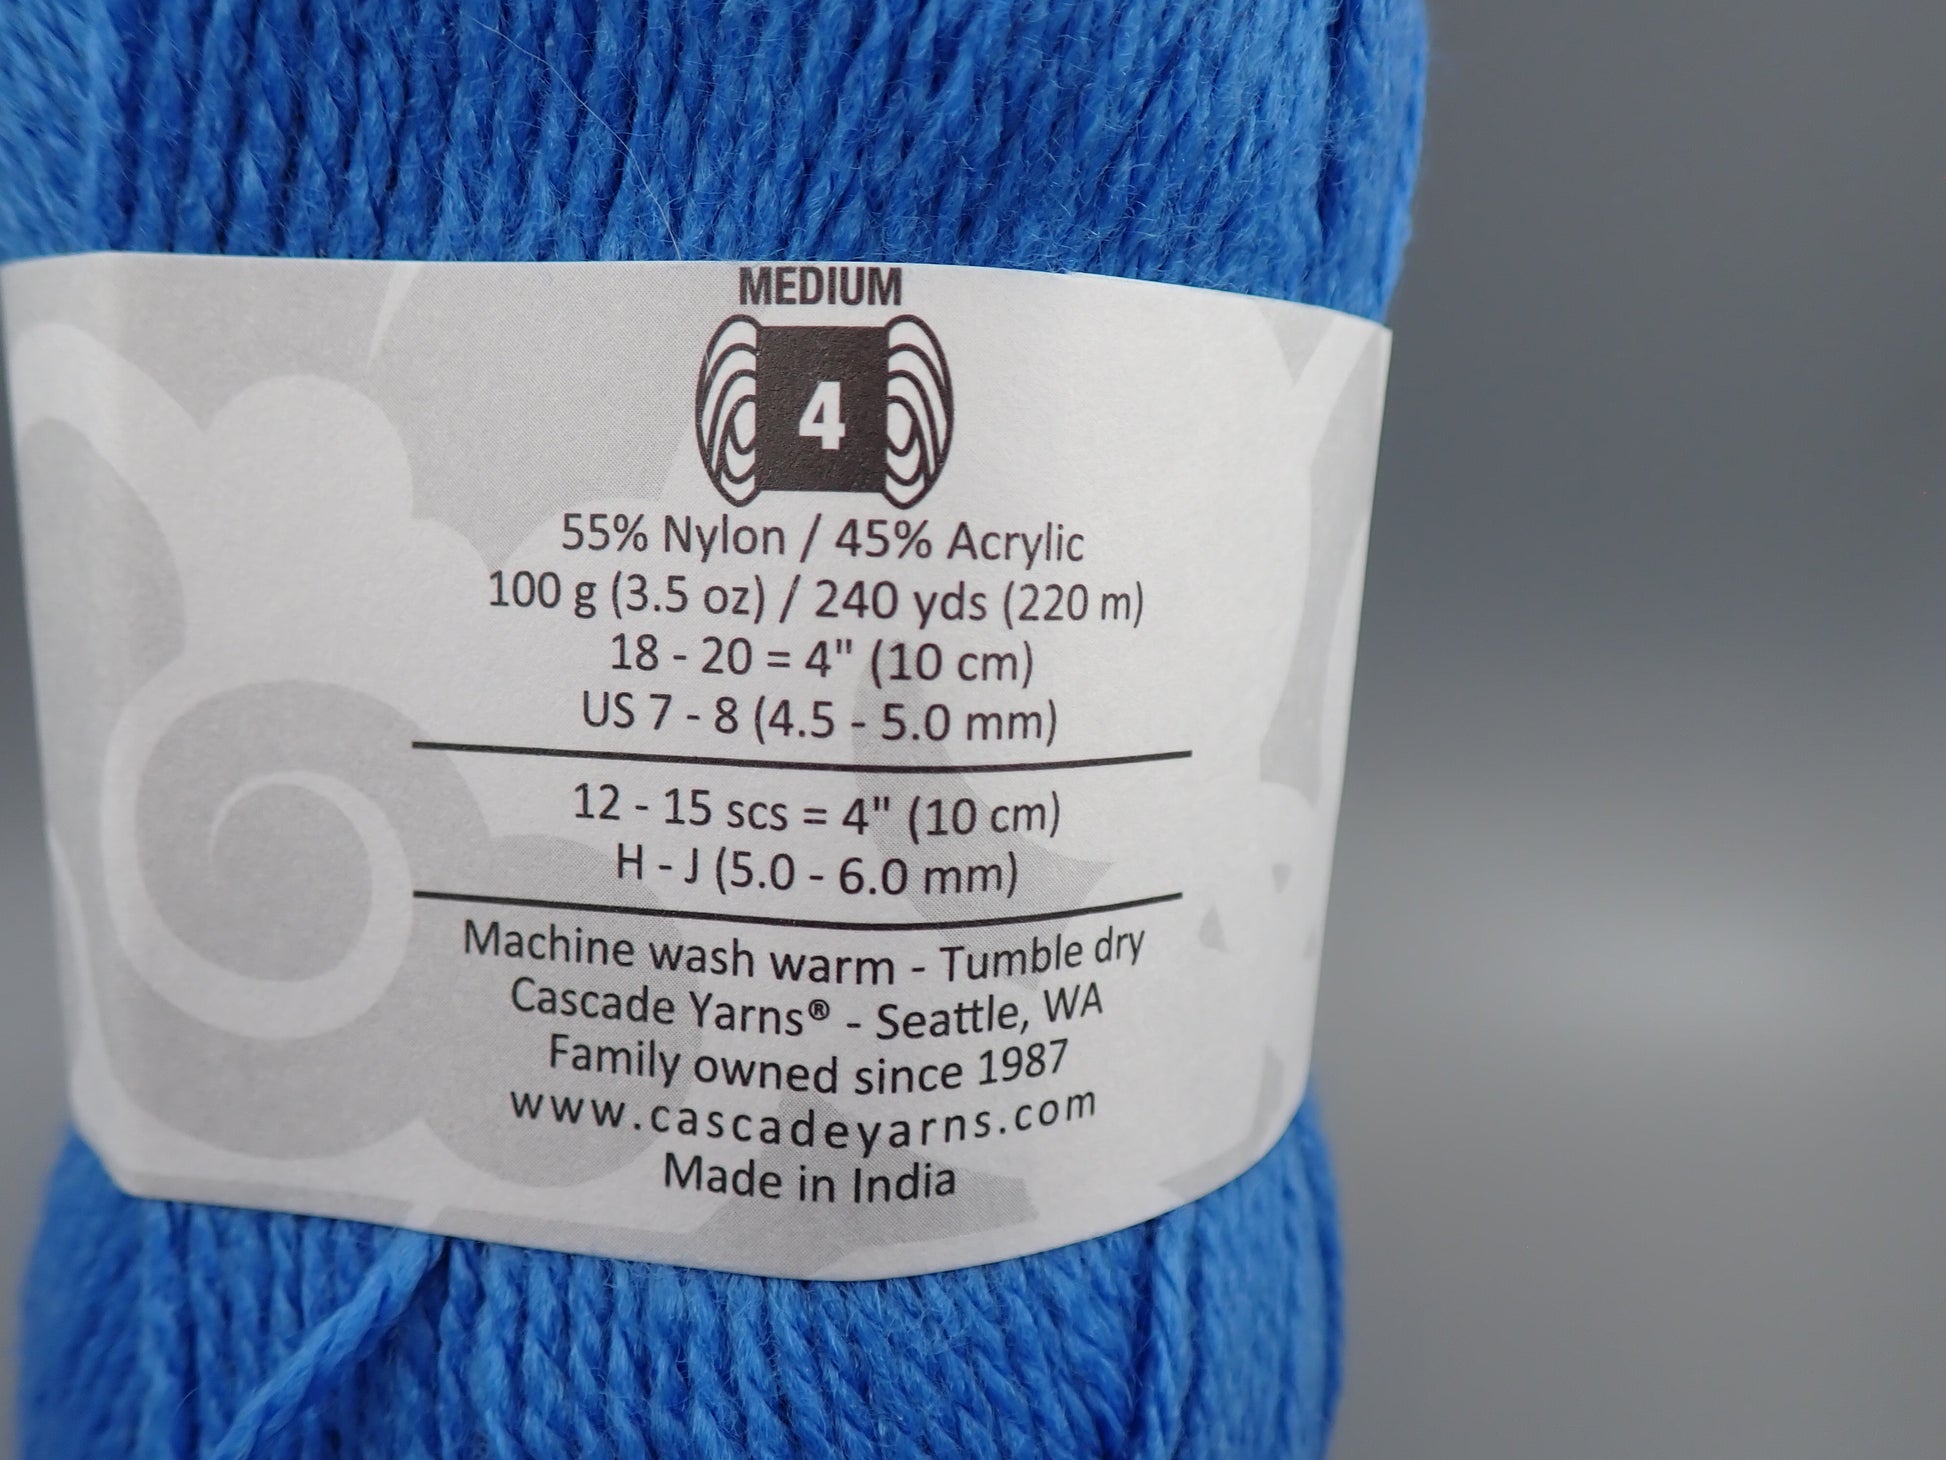 MEDIUM
4
55% Nylon / 45% Acrylic
100 g (3.5 oz) / 240 yds (220 m)
18 - 20 = 4" (10 cm)
US 7 - 8 (4.5 - 5.0 mm)
12 - 15 scs = 4" (10 cm)
H - J (5.0 - 6.0 mm)
Machine wash warm - Tumble dry
Cascade Yarns® - Seattle, WA
Family owned since 1987
www.cascadeyarns.com
Made in India